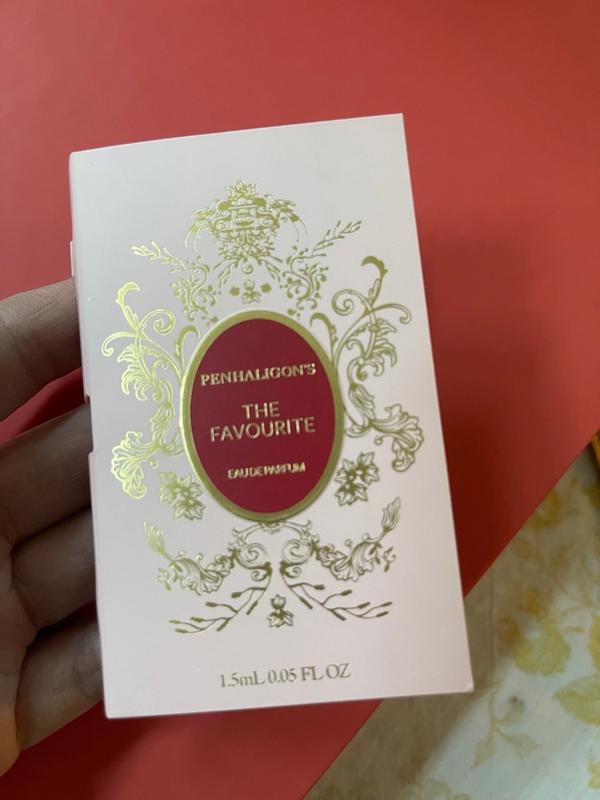 PENHALIGON'S
THE
FAVOURITE
EAU DE PARFUM
1.5mL 0.05 FL OZ